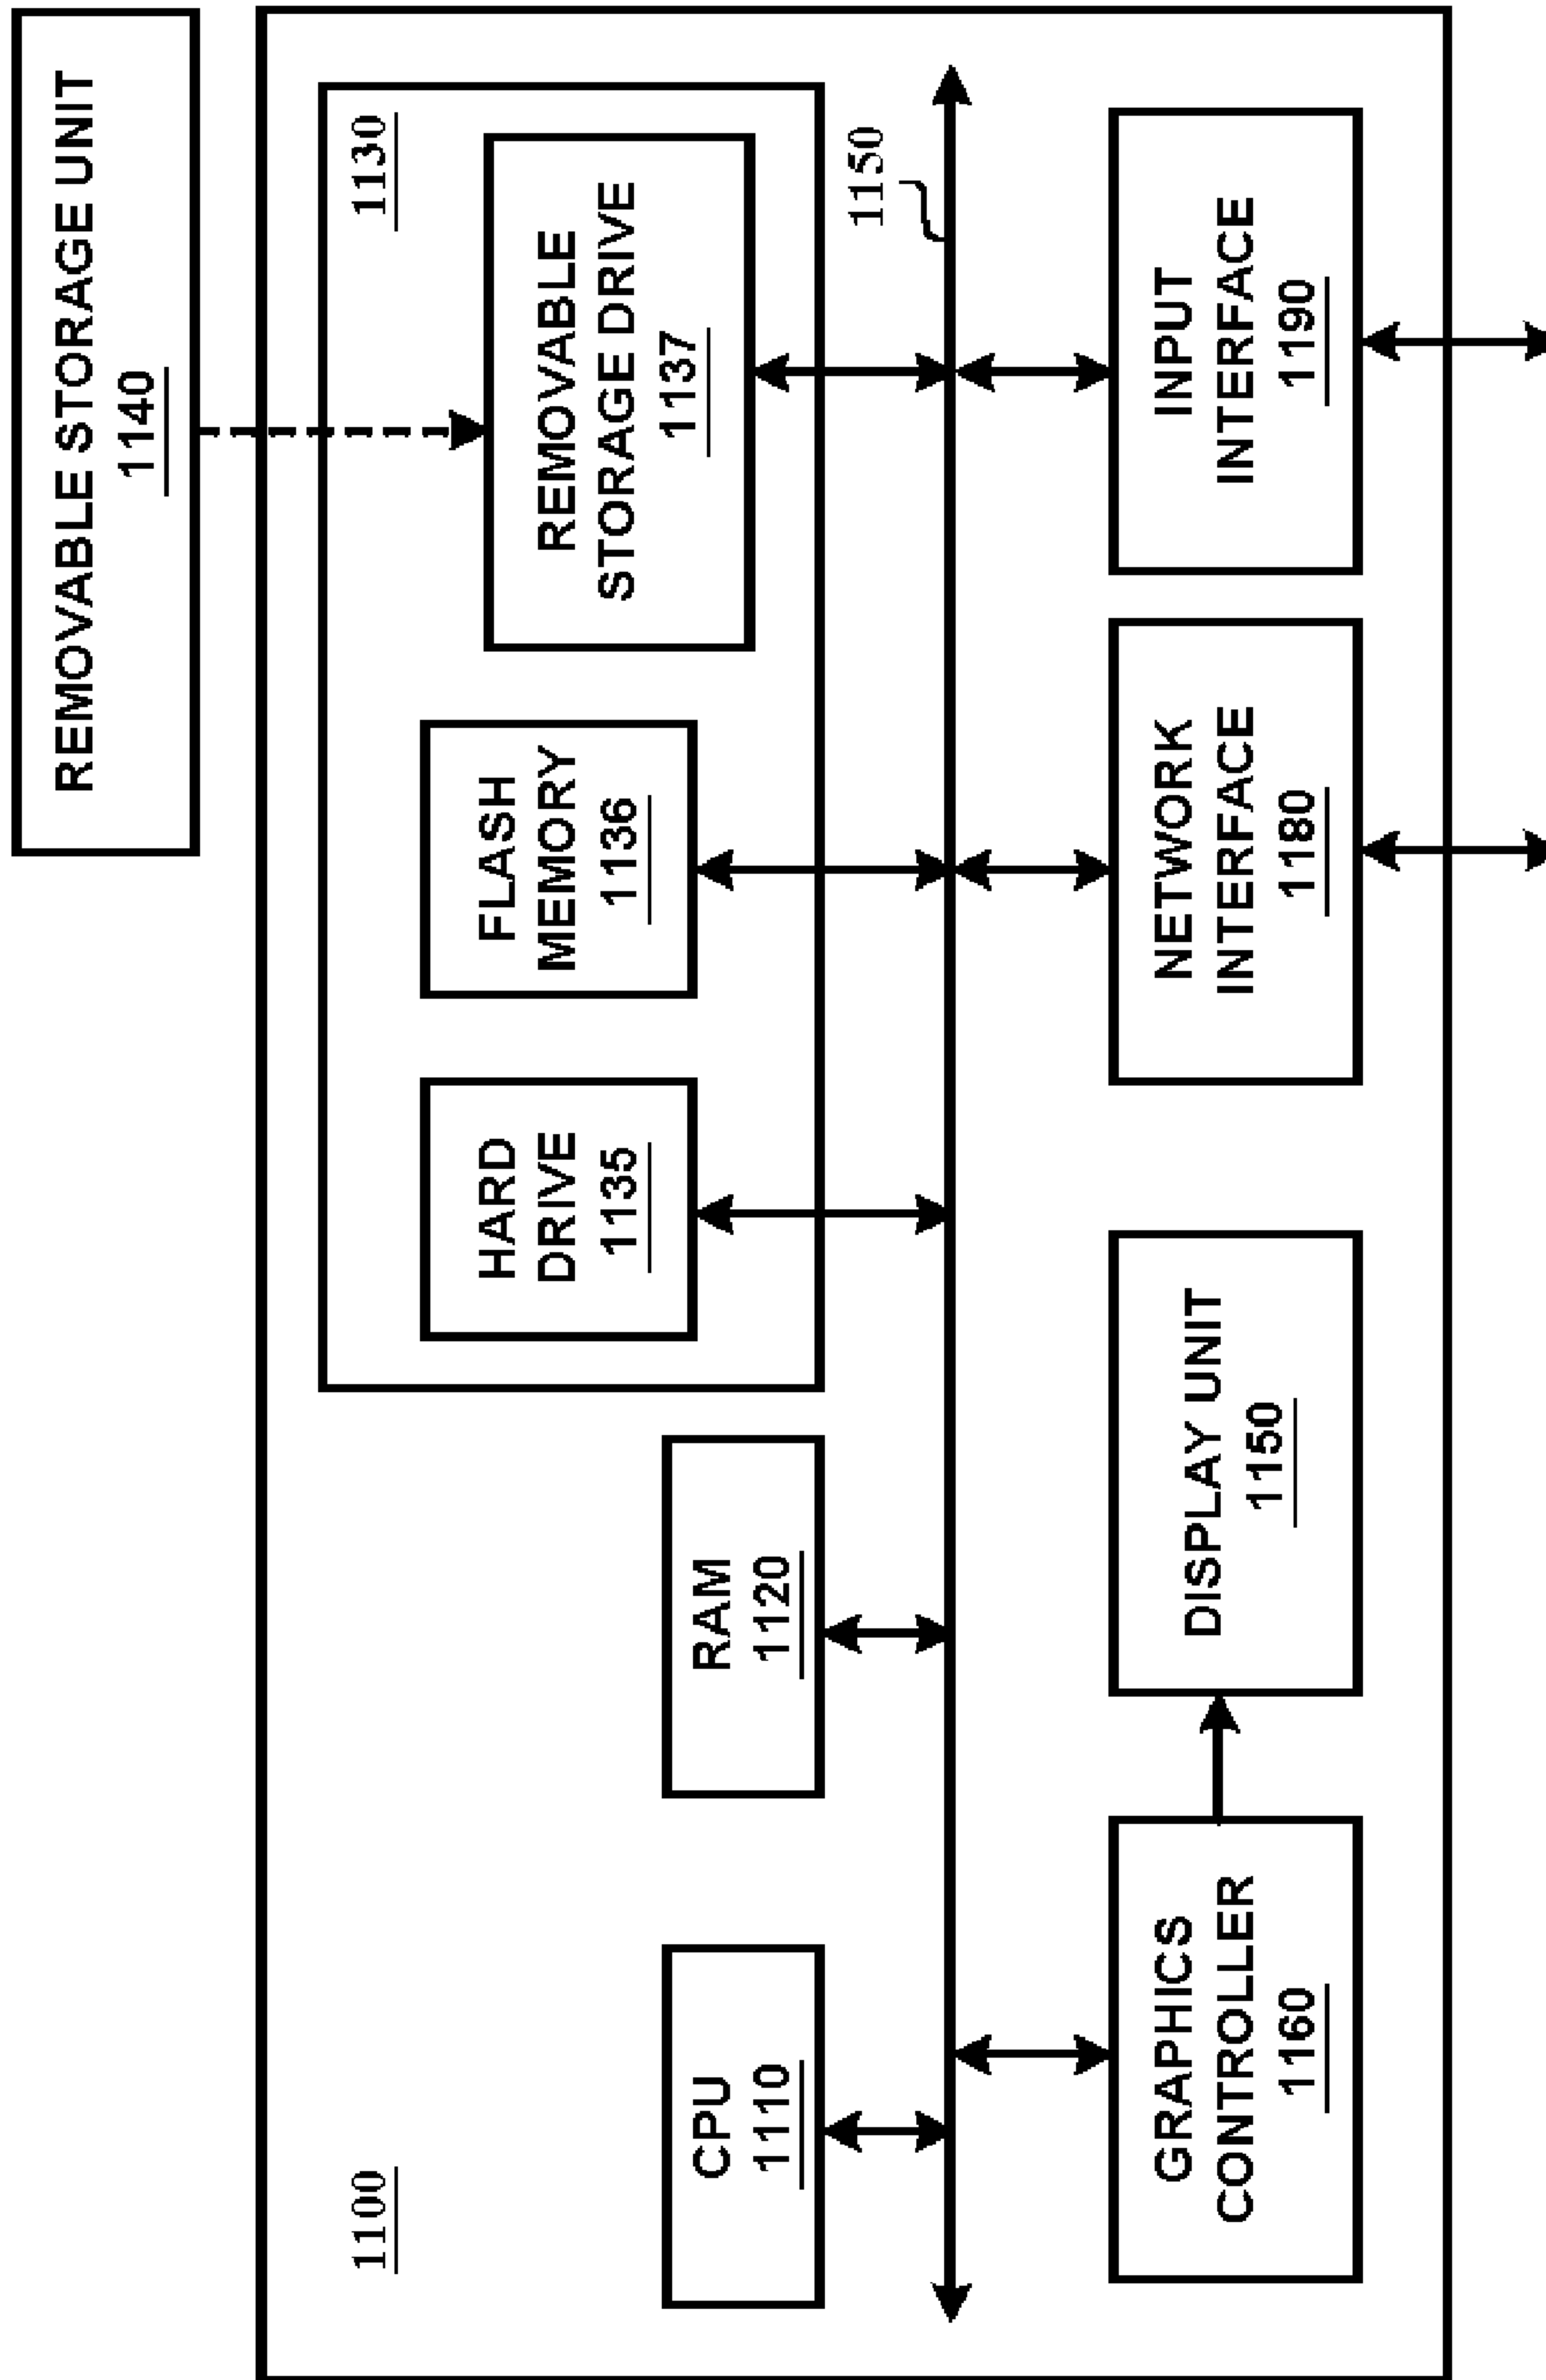 REMOVABLE STORAGE UNIT
1140
1100
1130
CPU
1110
RAM
1120
HARD
DRIVE
1135
FLASH
MEMORY
1136
REMOVABLE
STORAGE DRIVE
1137
1150
GRAPHICS
CONTROLLER
1160
DISPLAY UNIT
1150
NETWORK
INTERFACE
1180
INPUT
INTERFACE
1190